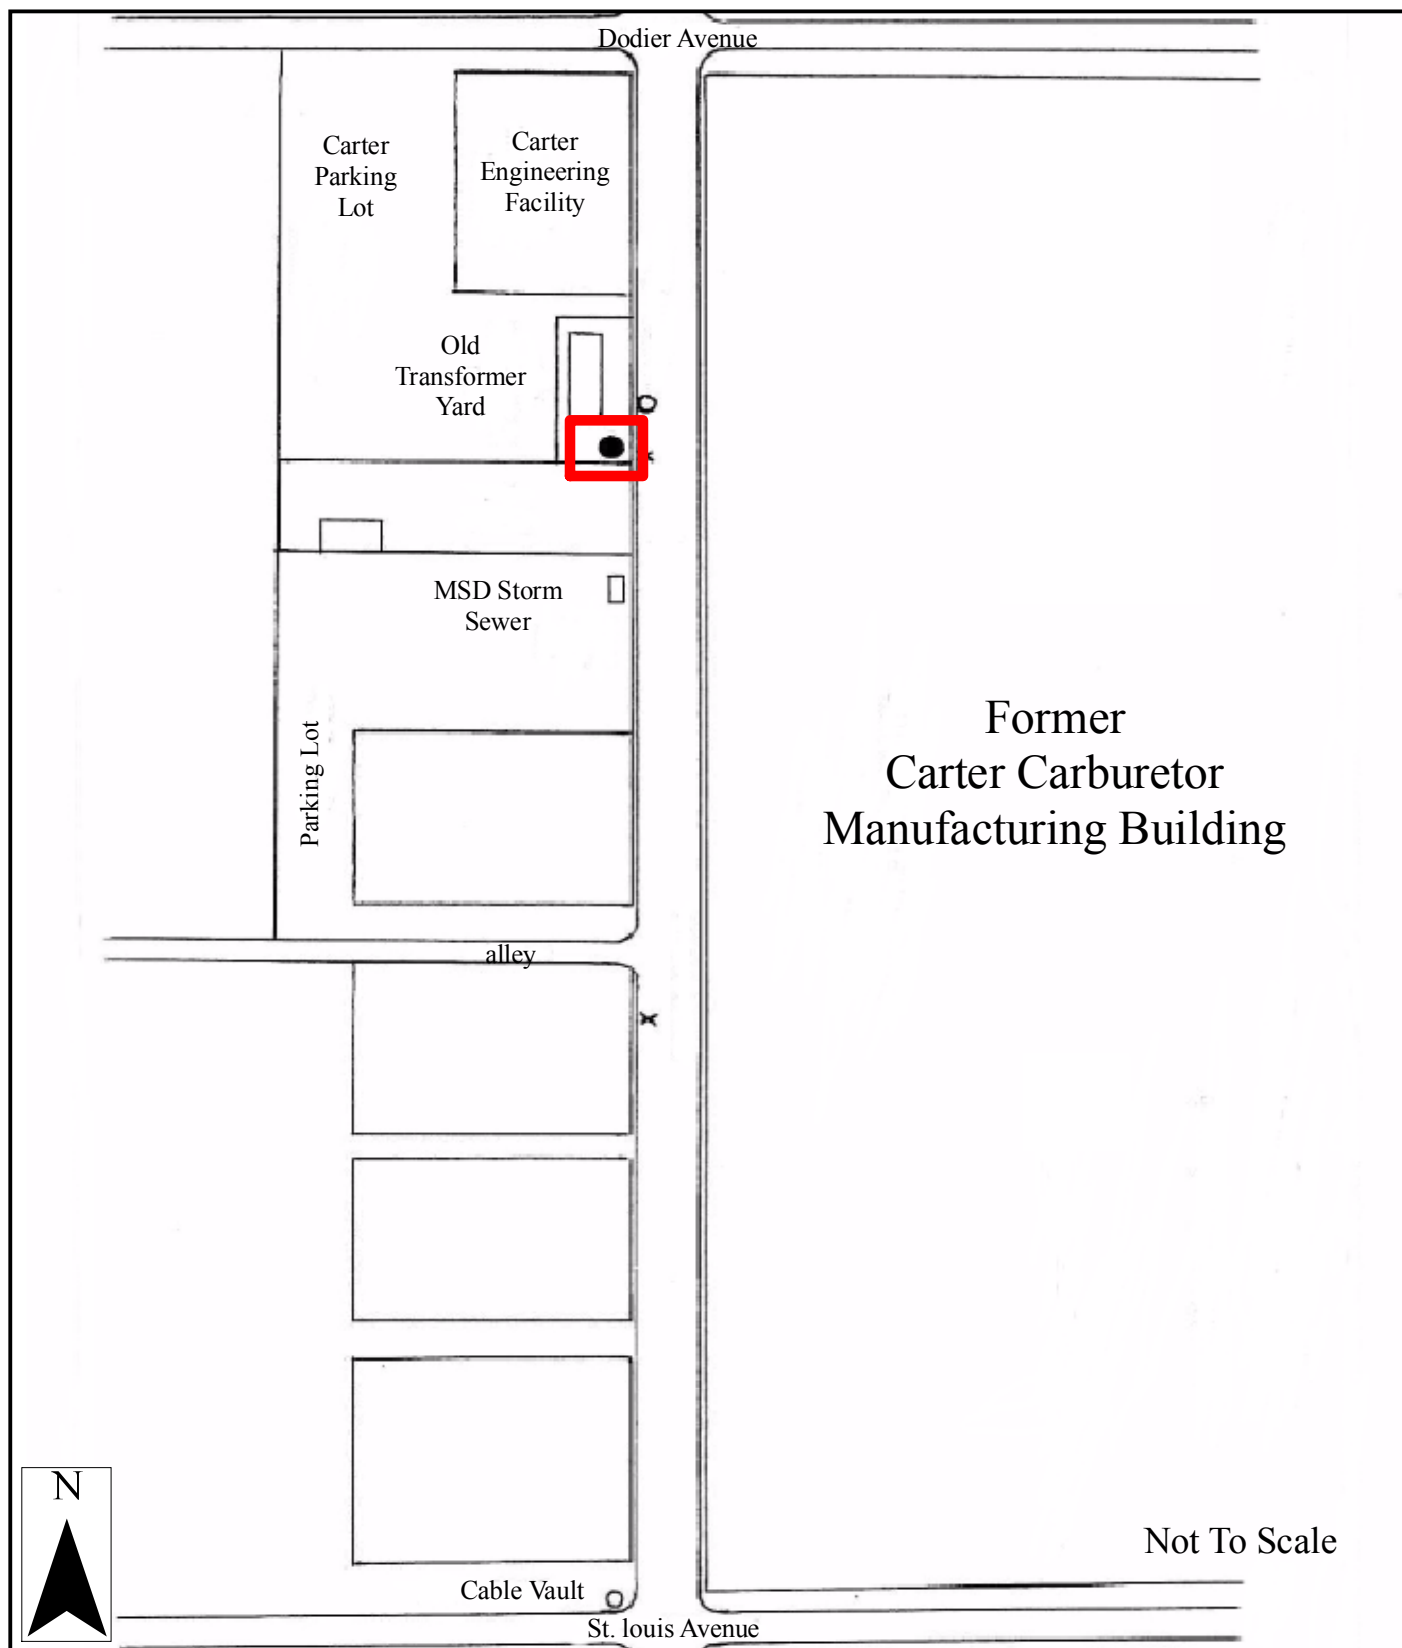 Dodier Avenue
Carter
Parking
Lot
Carter
Engineering
Facility
Old
Transformer
Yard
MSD Storm
Sewer
Parking Lot
Former
Carter Carburetor
Manufacturing Building
alley
N
Not To Scale
Cable Vault
St. louis Avenue